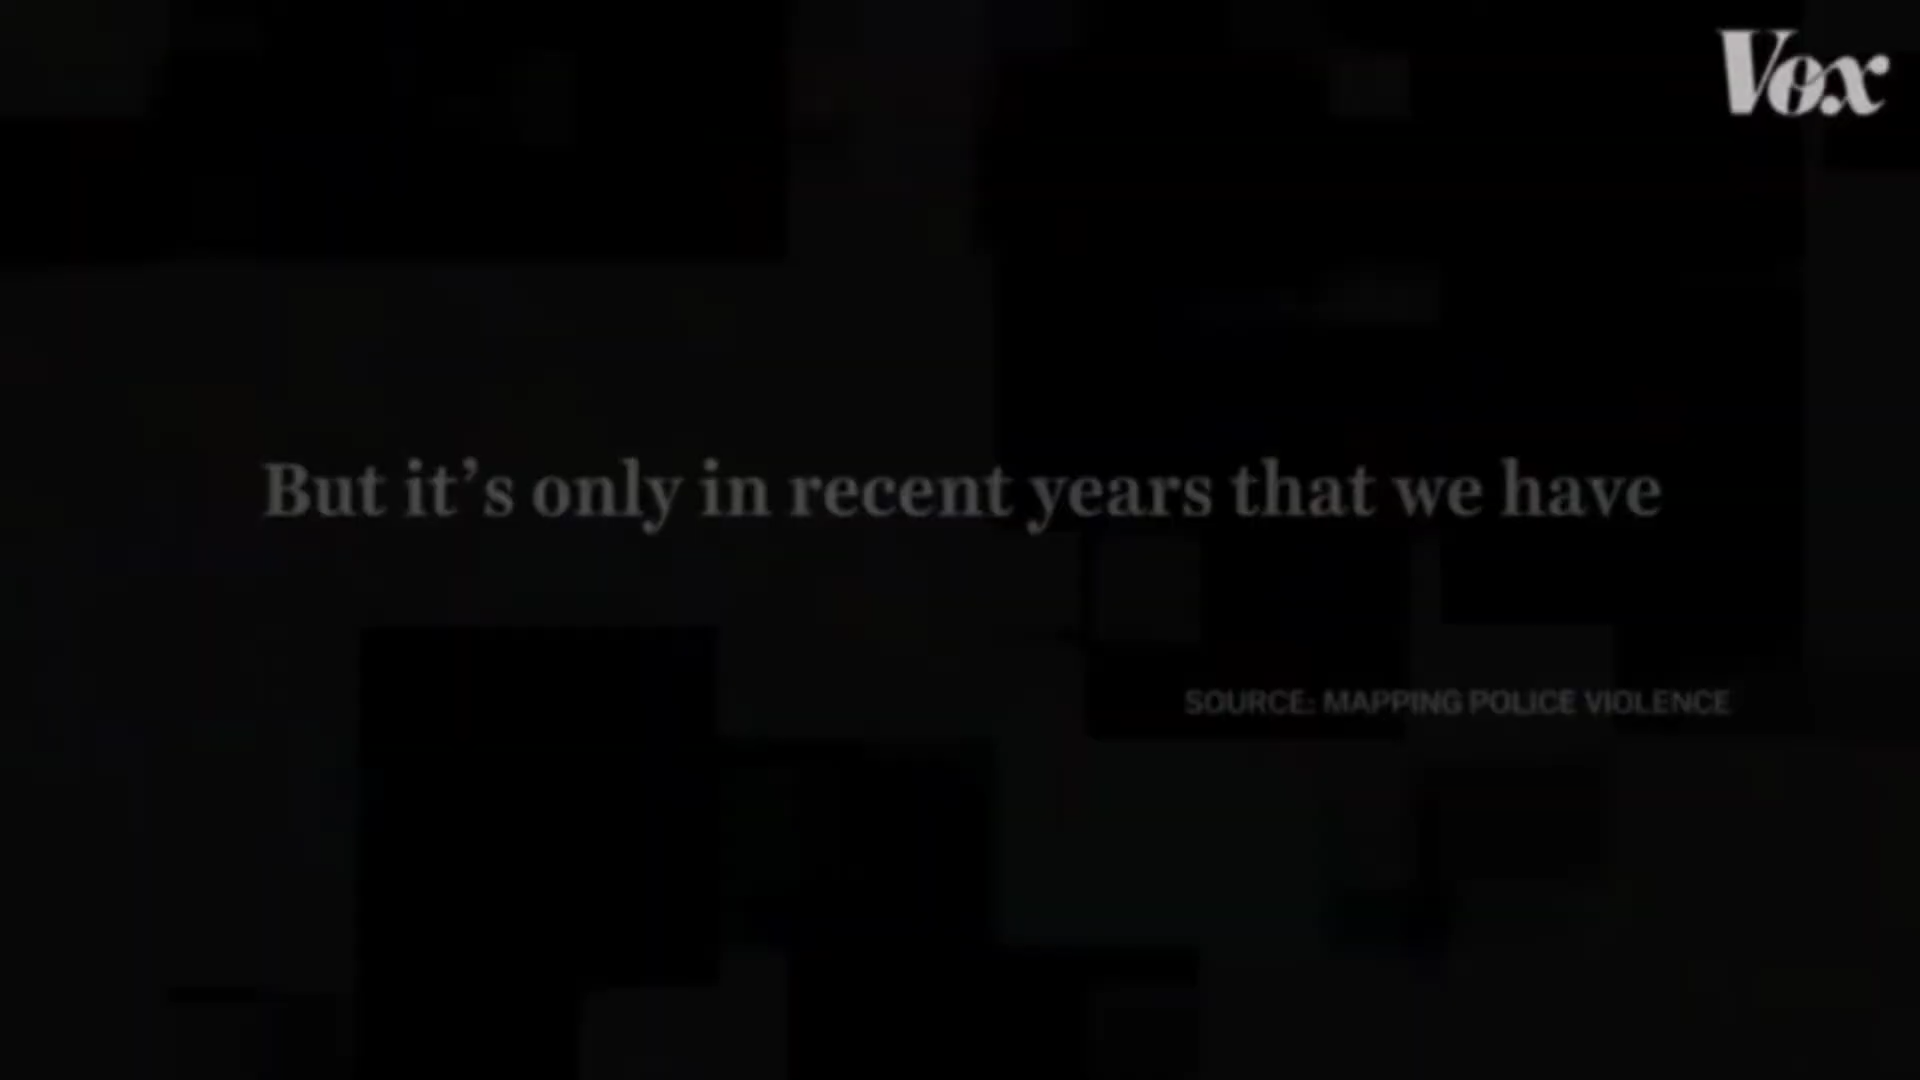 Vox
But it’s only in recent years that we have
SOURCE: MAPPING POLICE VIOLENCE